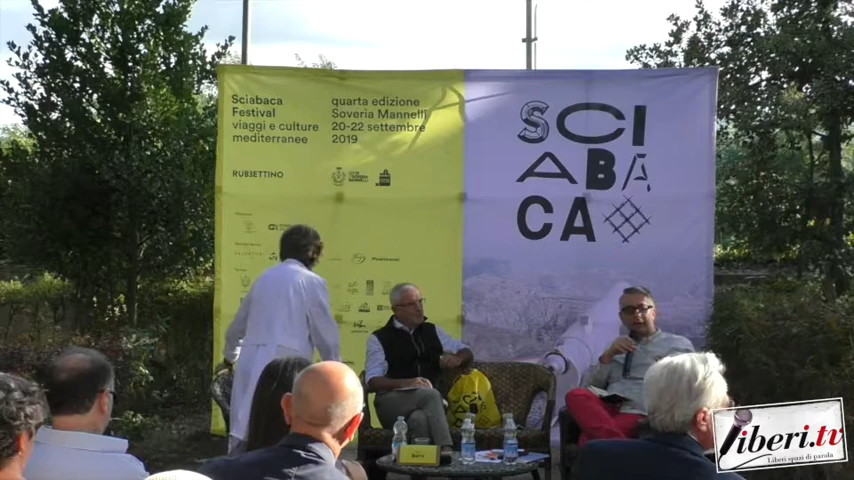 Sciabaca
Festival
viaggi e culture
mediterranee
quarta edizione
Soveria Mannelli
20-22 settembre
2019
RUBBETTINO
SCI
ABA
CA
liberi.tv
Liberi spazi di parola